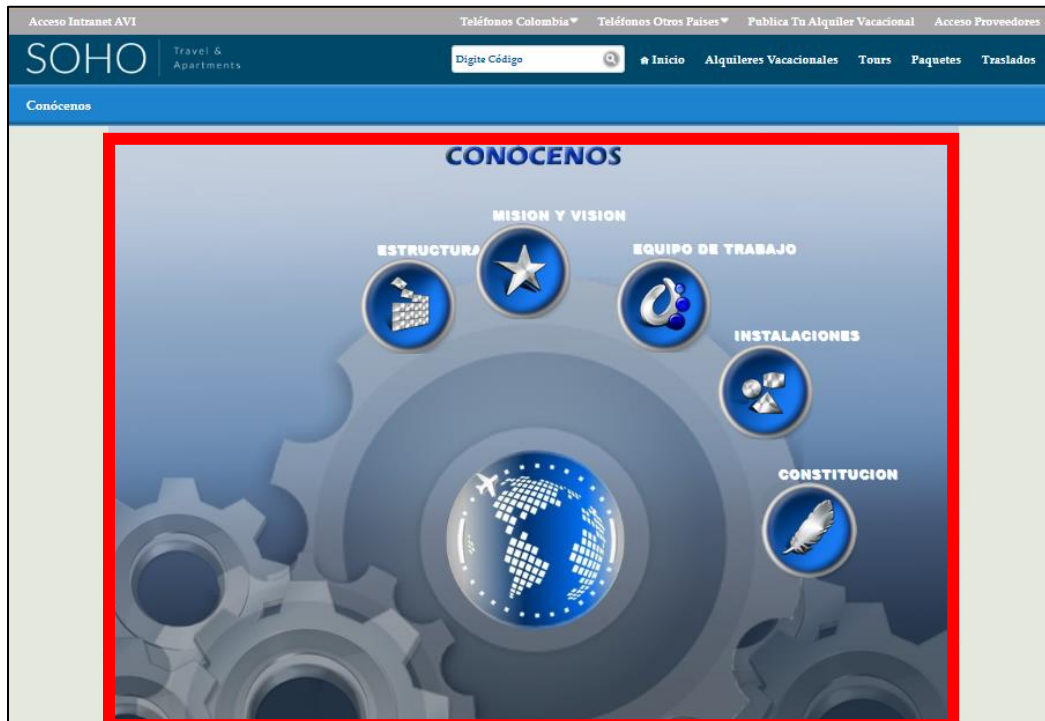 Acceso Intranet AVI Teléfonos Colombia Teléfonos Otros Paises Publica Tu Alquiler Vacacional Acceso Proveedores
SOHO Travel & Apartments Digite Código Inicio Alquileres Vacacionales Tours Paquetes Traslados
Conócenos
CONOCENOS
MISION Y VISION
ESTRUCTURA
EQUIPO DE TRABAJO
INSTALACIONES
CONSTITUCION